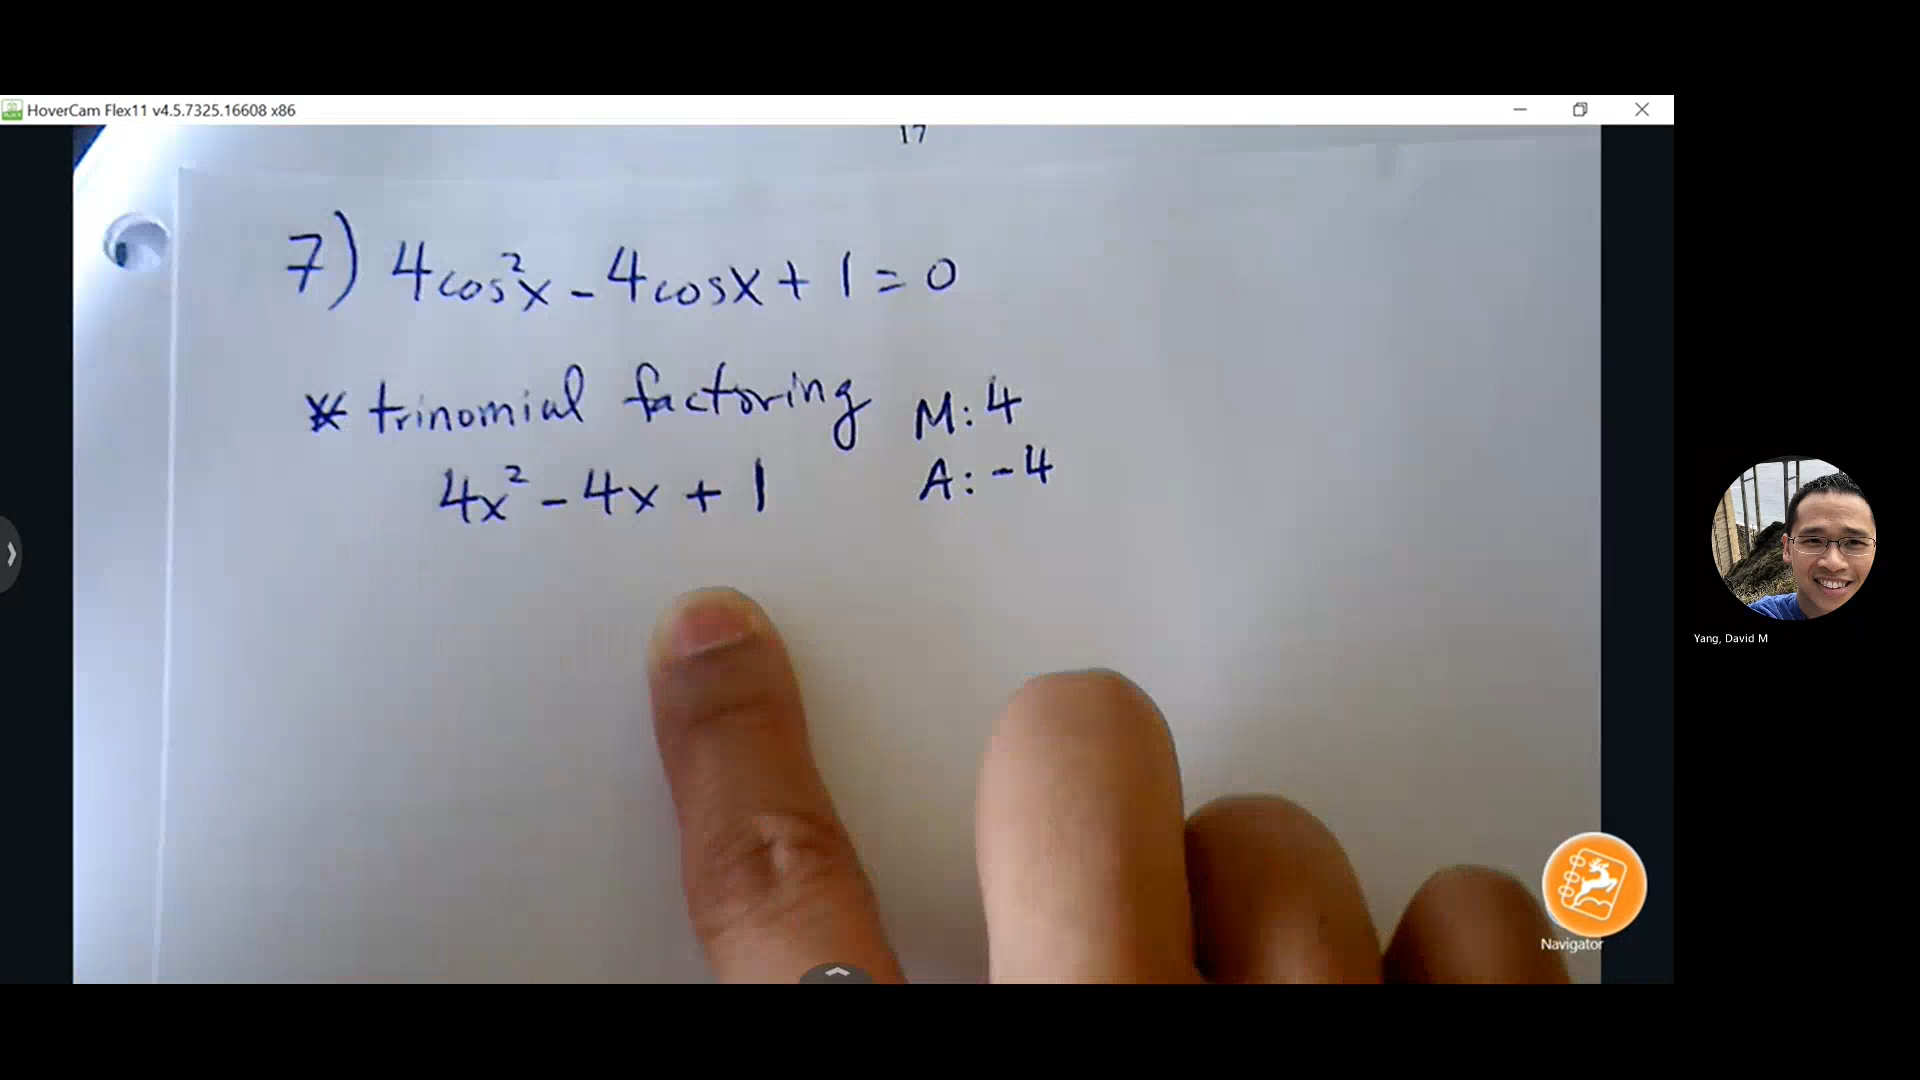 HoverCam Flex11 v4.5.7325.16608 x86
17
7) 4cos²x - 4cosx + 1 = 0
* trinomial factoring M: 4
4x² - 4x + 1 A: -4
Yang, David M
Navigator